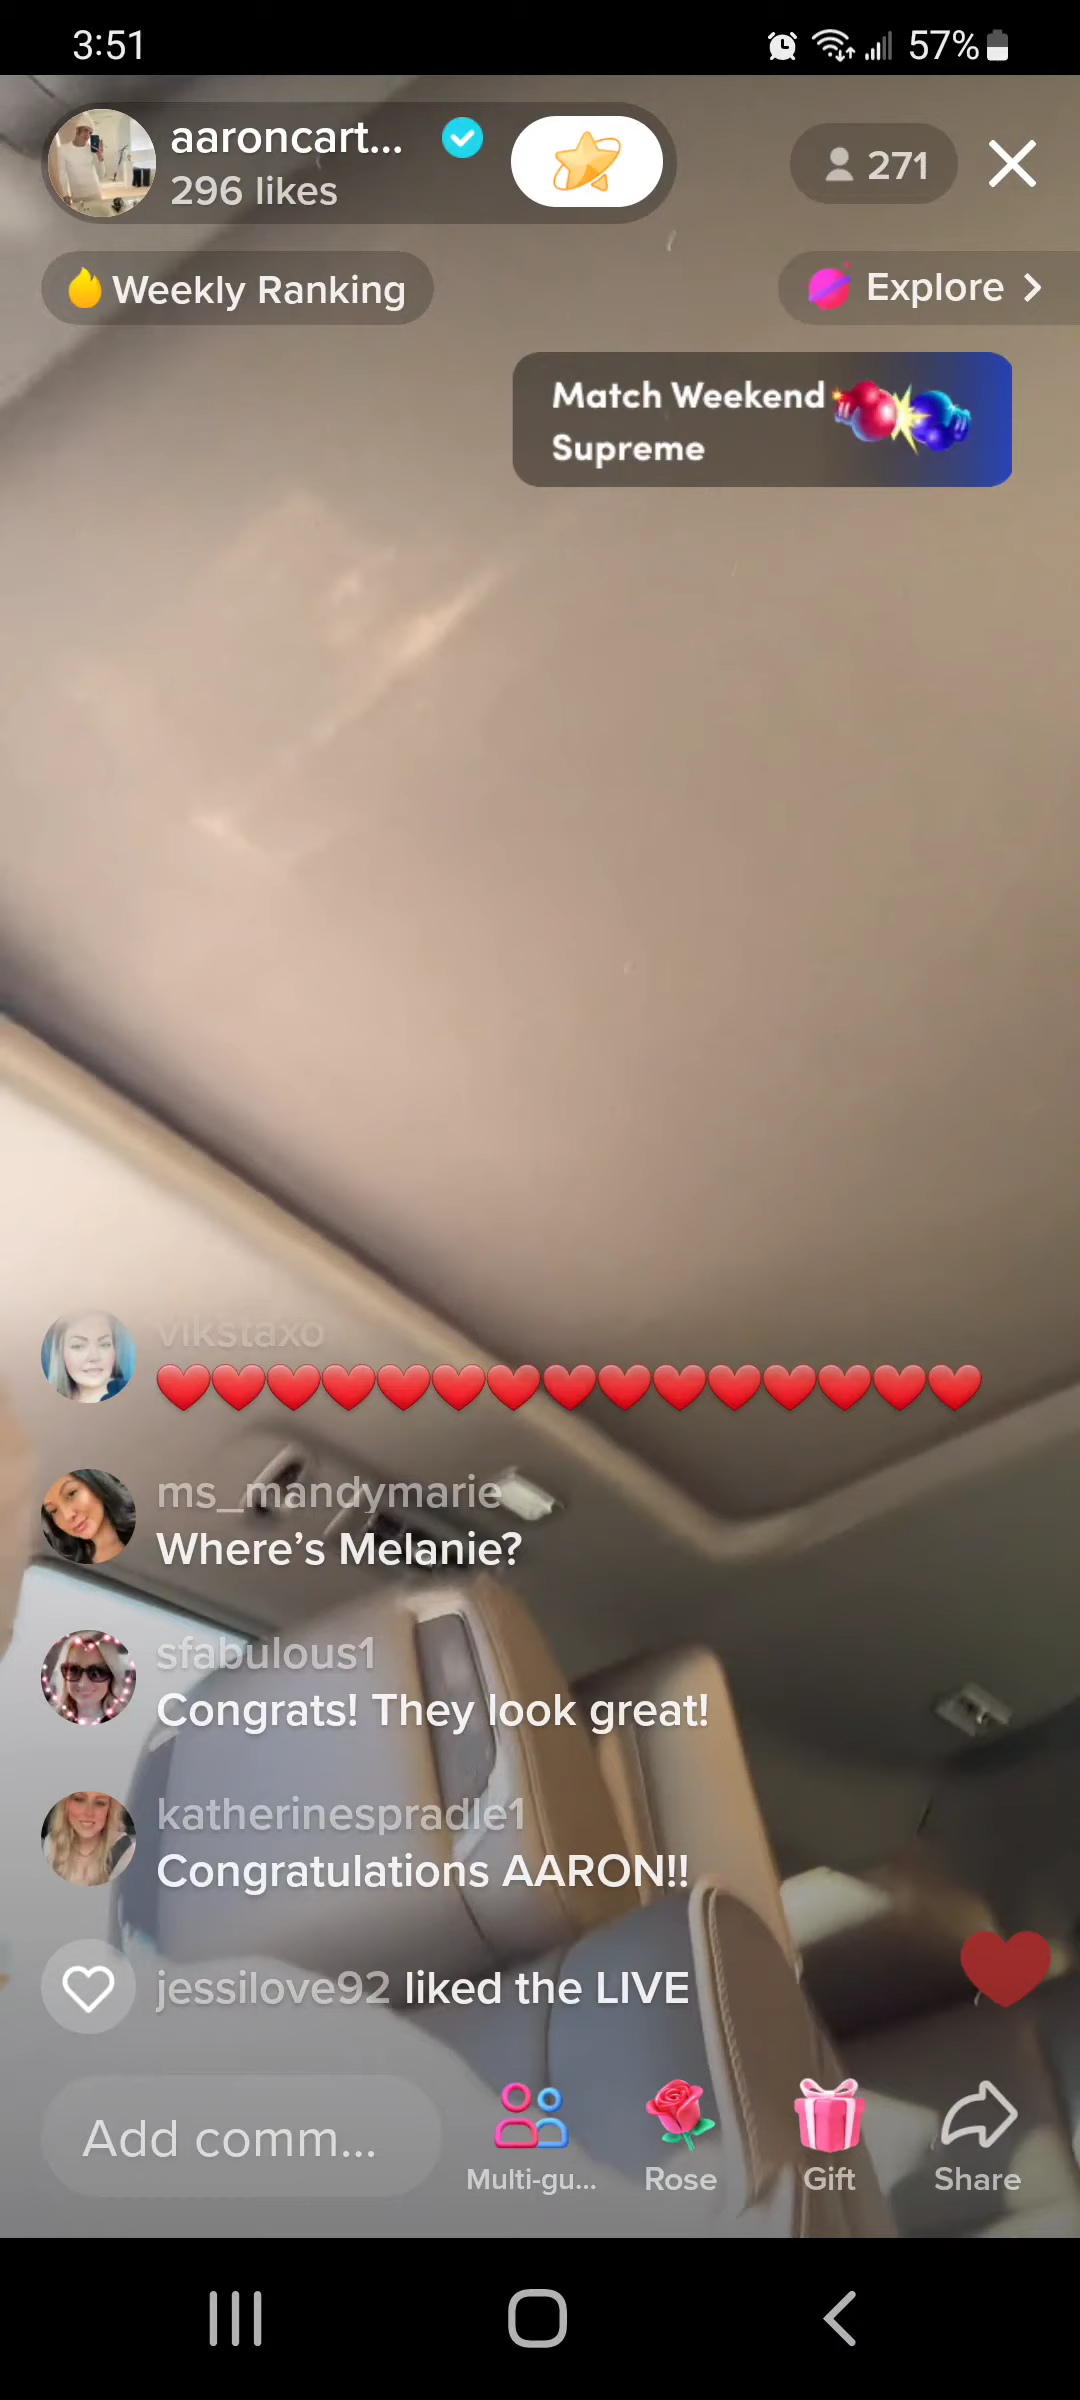 3:51
57%
aaroncart...
296 likes
271
Weekly Ranking
Explore
Match Weekend
Supreme
vikstaxo
❤️❤️❤️❤️❤️❤️❤️❤️❤️❤️❤️❤️❤️❤️❤️
ms_mandymarie
Where’s Melanie?
sfabulous1
Congrats! They look great!
katherinespradle1
Congratulations AARON!!
jessilove92 liked the LIVE
Add comm...
Multi-gu...
Rose
Gift
Share